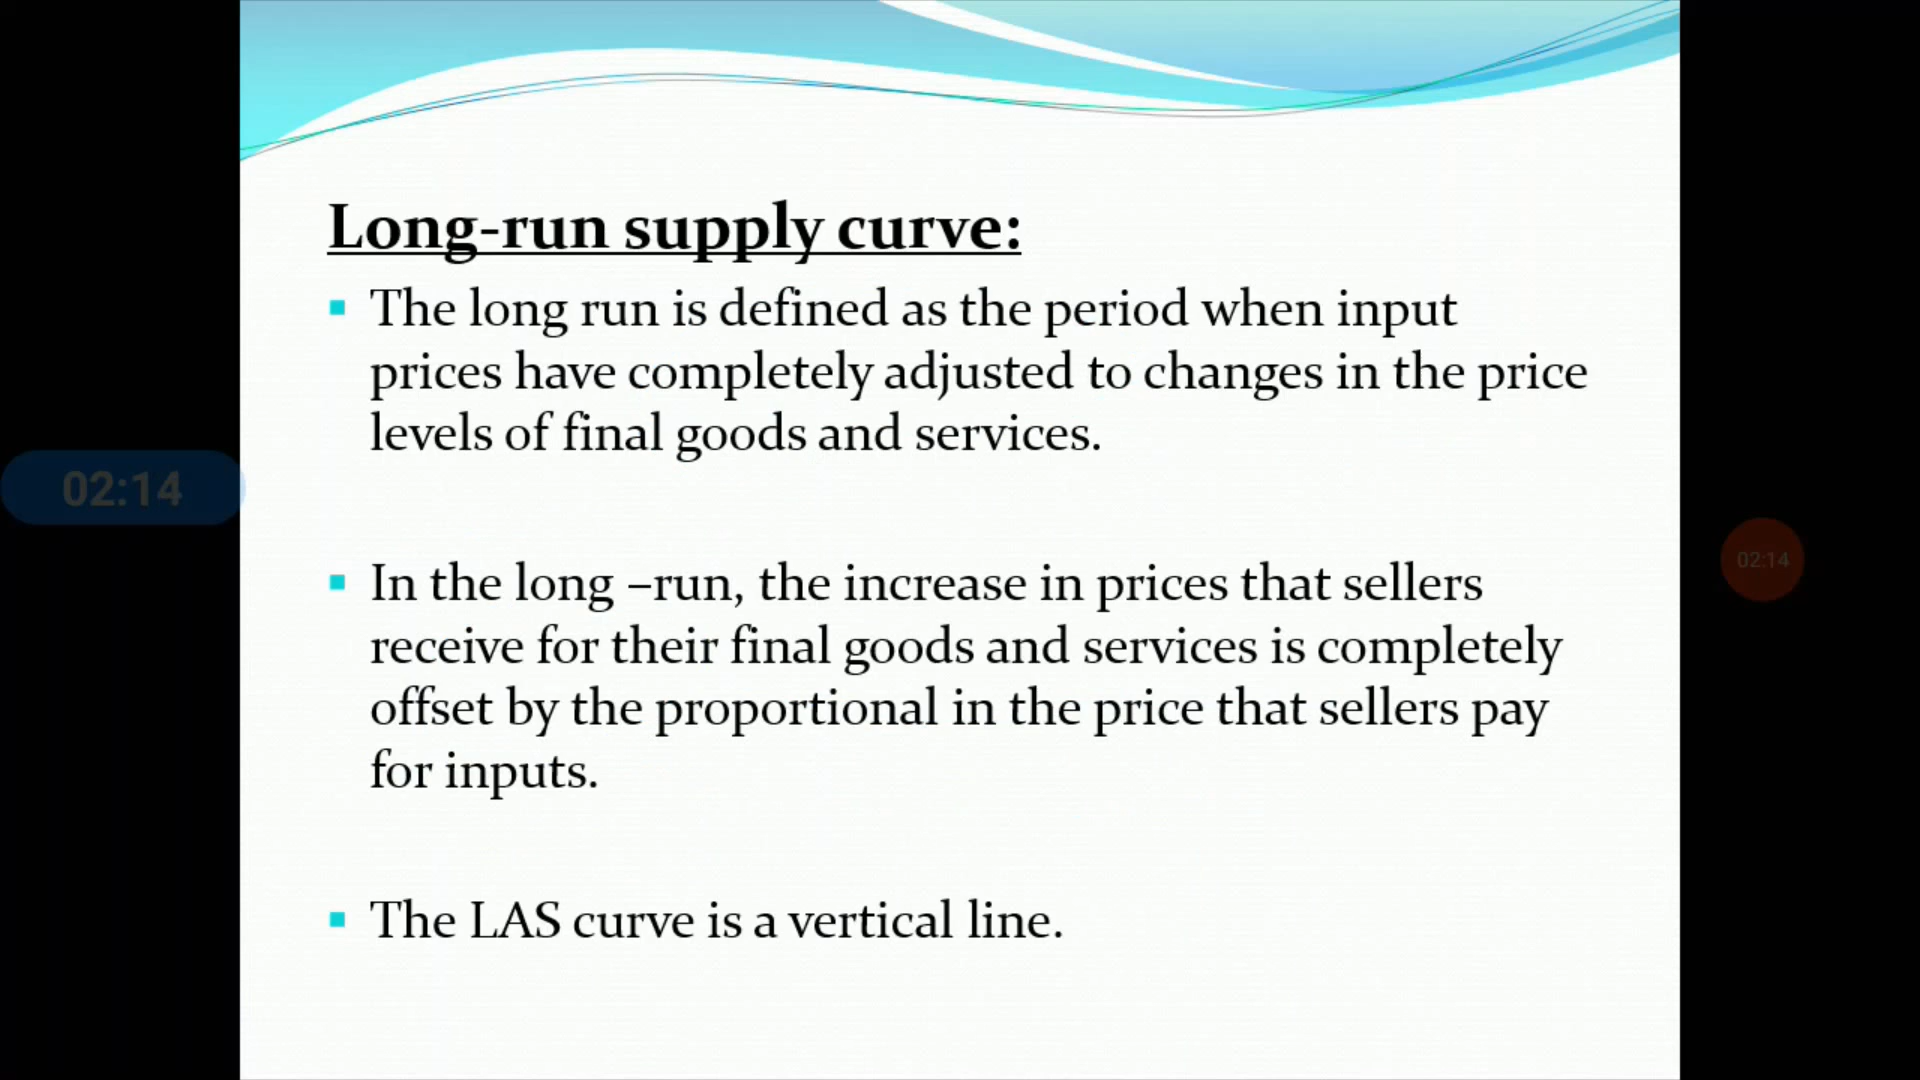 Long-run supply curve:
The long run is defined as the period when input
prices have completely adjusted to changes in the price
levels of final goods and services.
02:14
02:14
In the long –run, the increase in prices that sellers
receive for their final goods and services is completely
offset by the proportional in the price that sellers pay
for inputs.
The LAS curve is a vertical line.